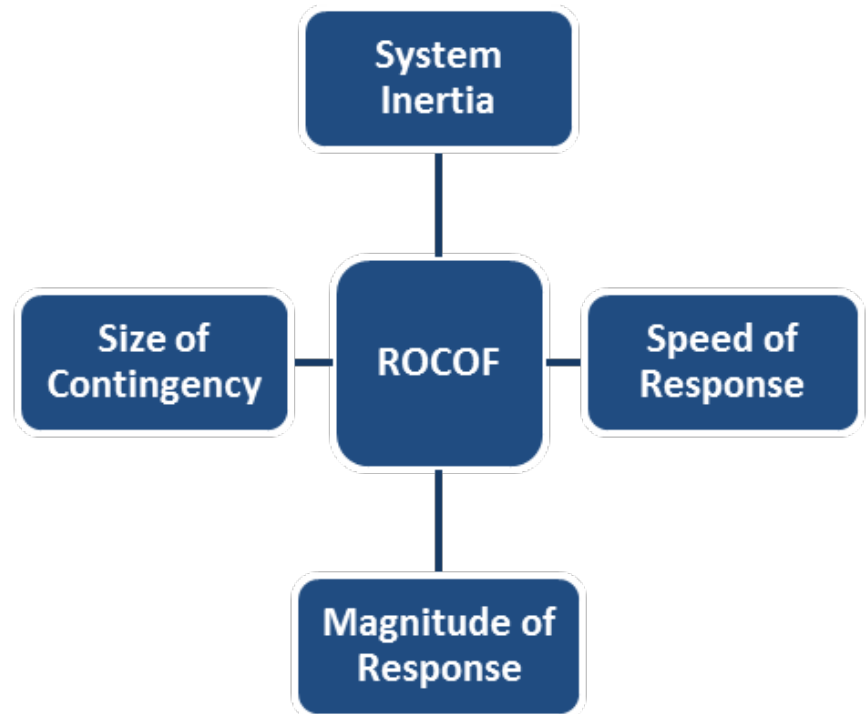 System
Inertia
Size of
Contingency
ROCOF
Speed of
Response
Magnitude of
Response